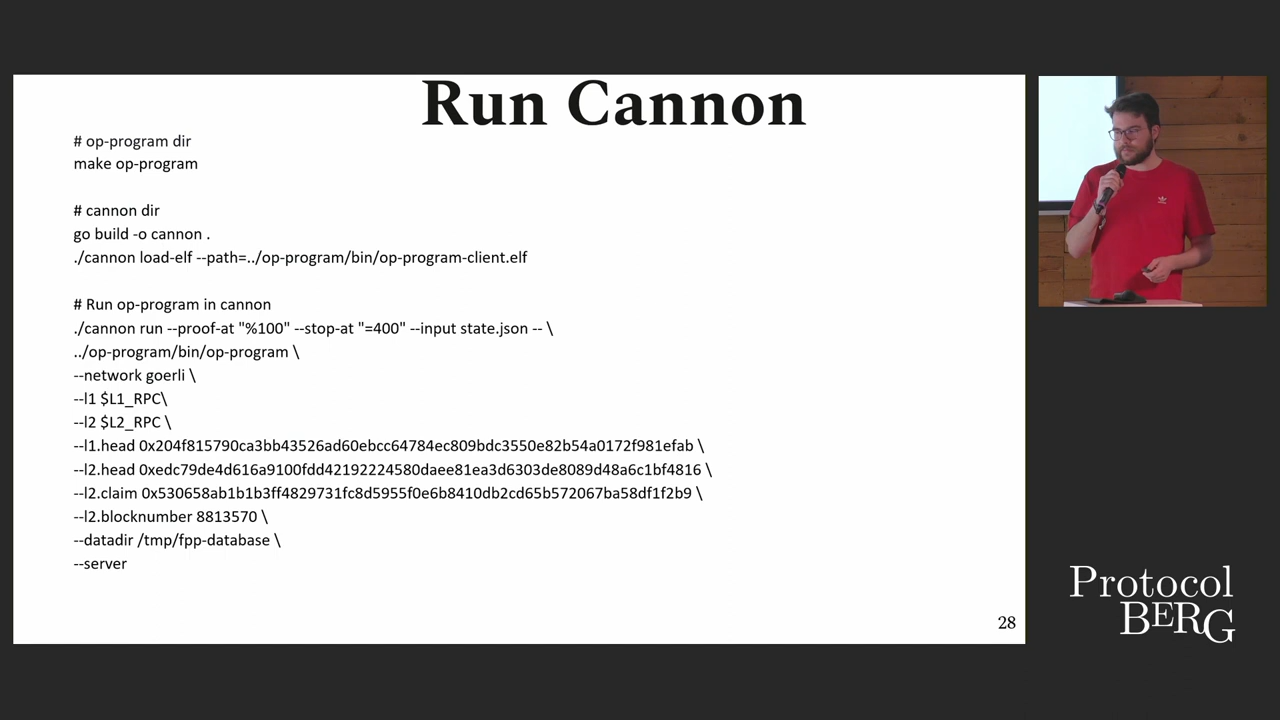 Run Cannon
# op-program dir
make op-program
# cannon dir
go build -o cannon .
./cannon load-elf --path=../op-program/bin/op-program-client.elf
# Run op-program in cannon
./cannon run --proof-at "%100" --stop-at "=400" --input state.json -- \
../op-program/bin/op-program \
--network goerli \
--l1 $L1_RPC\
--l2 $L2_RPC \
--l1.head 0x204f815790ca3bb43526ad60ebcc64784ec809bdc3550e82b54a0172f981efab \
--l2.head 0xedc79de4d616a9100fdd42192224580daee81ea3d6303de8089d48a6c1bf4816 \
--l2.claim 0x530658ab1b1b3ff4829731fc8d5955f0e6b8410db2cd65b572067ba58df1f2b9 \
--l2.blocknumber 8813570 \
--datadir /tmp/fpp-database \
--server
28
Protocol
BERG